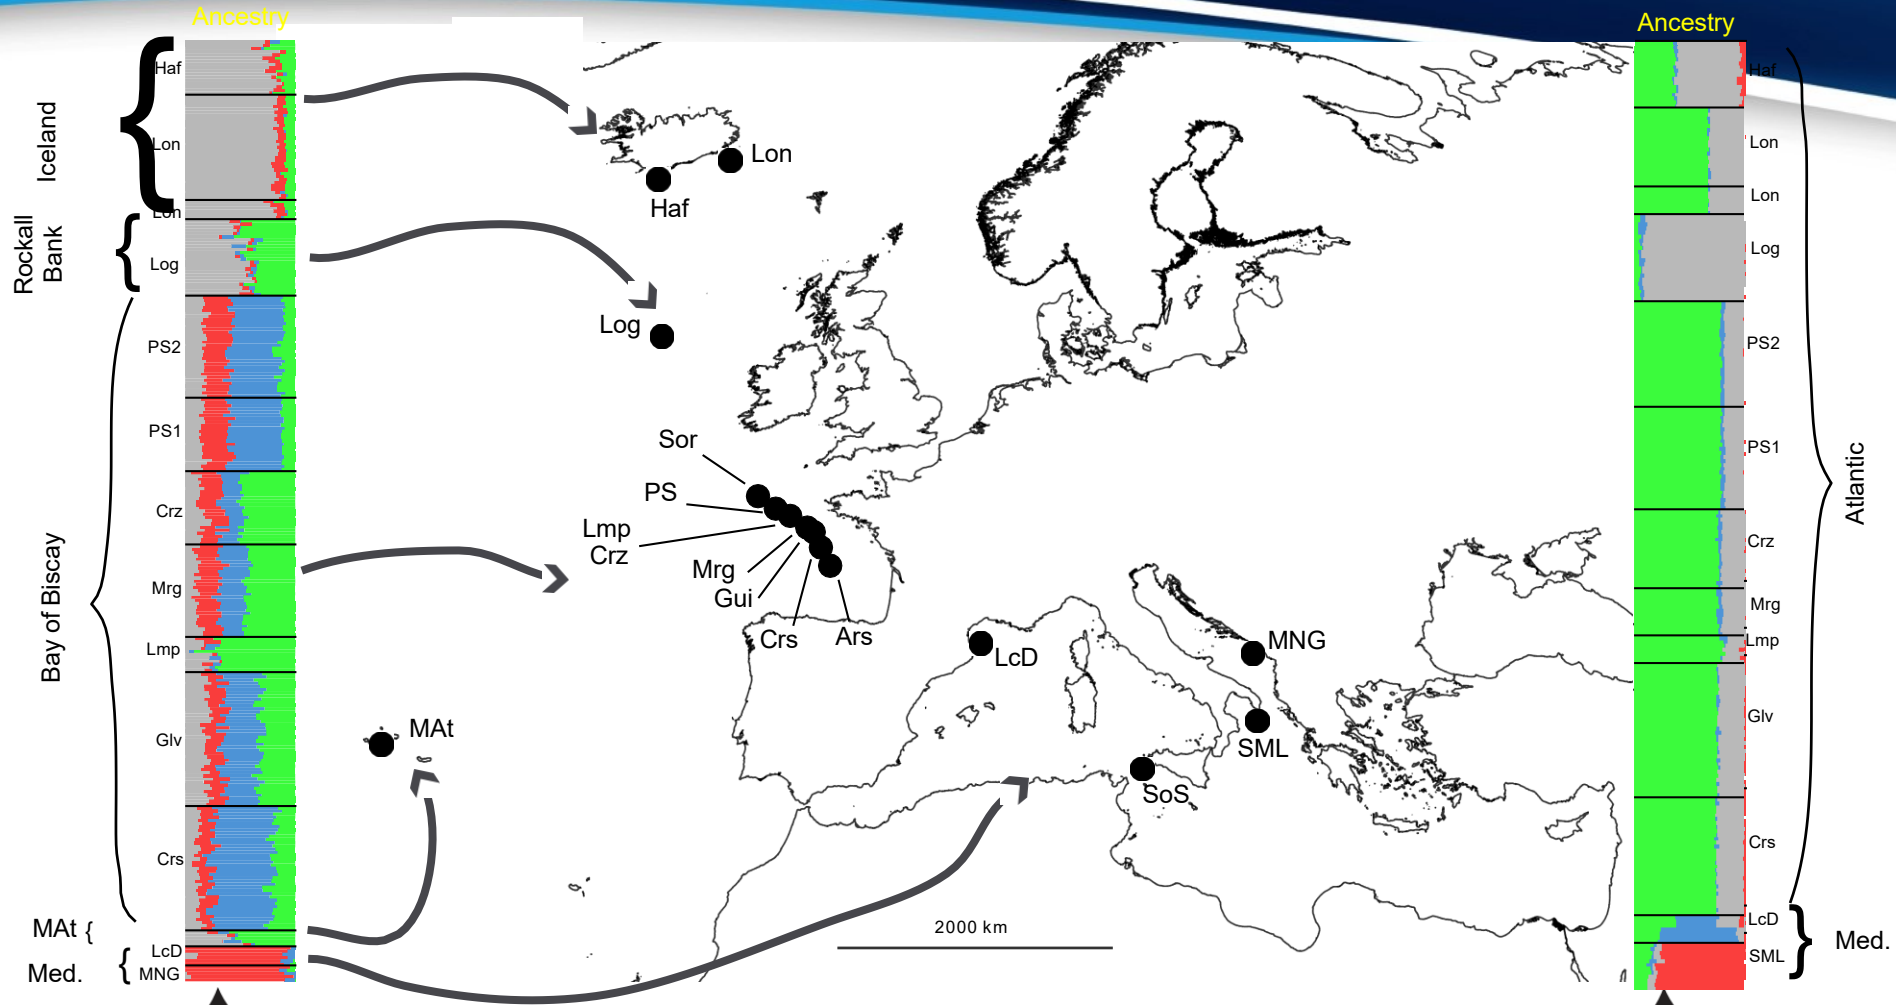 Ancestry
Iceland
Haf
Lon
Lon
Rockall
Bank
Log
Bay of Biscay
PS2
PS1
Crz
Mrg
Lmp
Glv
Crs
MAt {
LcD
Med.
MNG
Lon
Haf
Log
Sor
PS
Lmp
Crz
Mrg
Gui
Crs
Ars
LcD
MNG
SML
SoS
MAt
2000 km
Ancestry
Haf
Lon
Lon
Log
PS2
PS1
Crz
Mrg
Lmp
Glv
Crs
LcD
SML
Atlantic
Med.